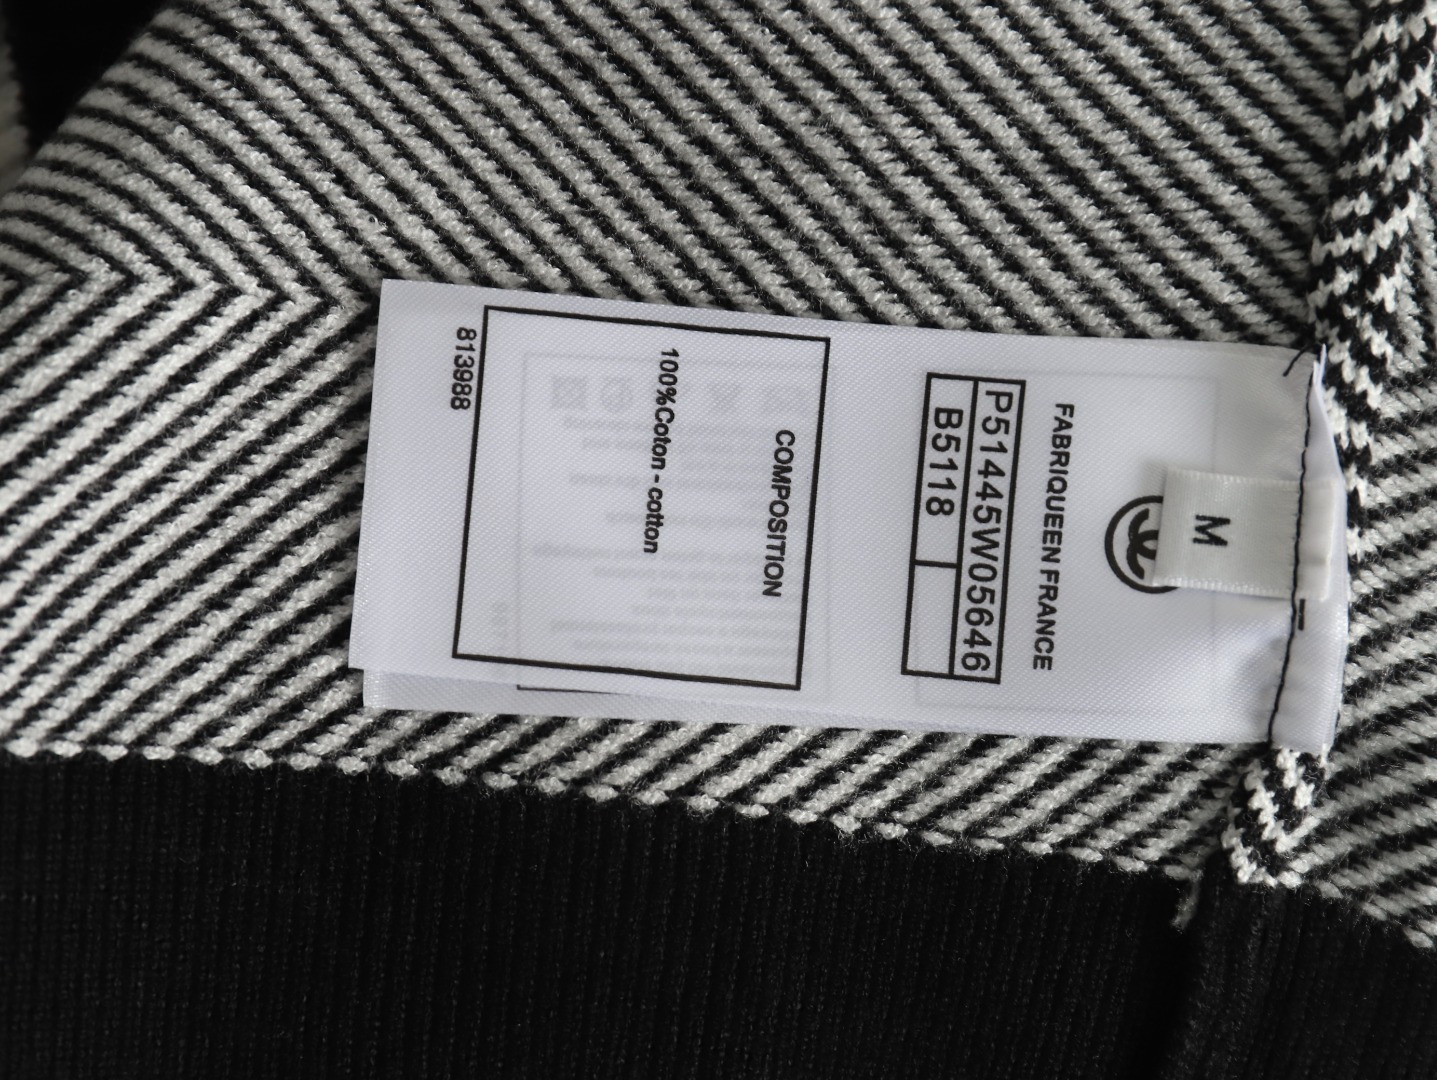 M
FABRIQUEEN FRANCE
P51445W05646
B5118
COMPOSITION
100%Coton - cotton
813988